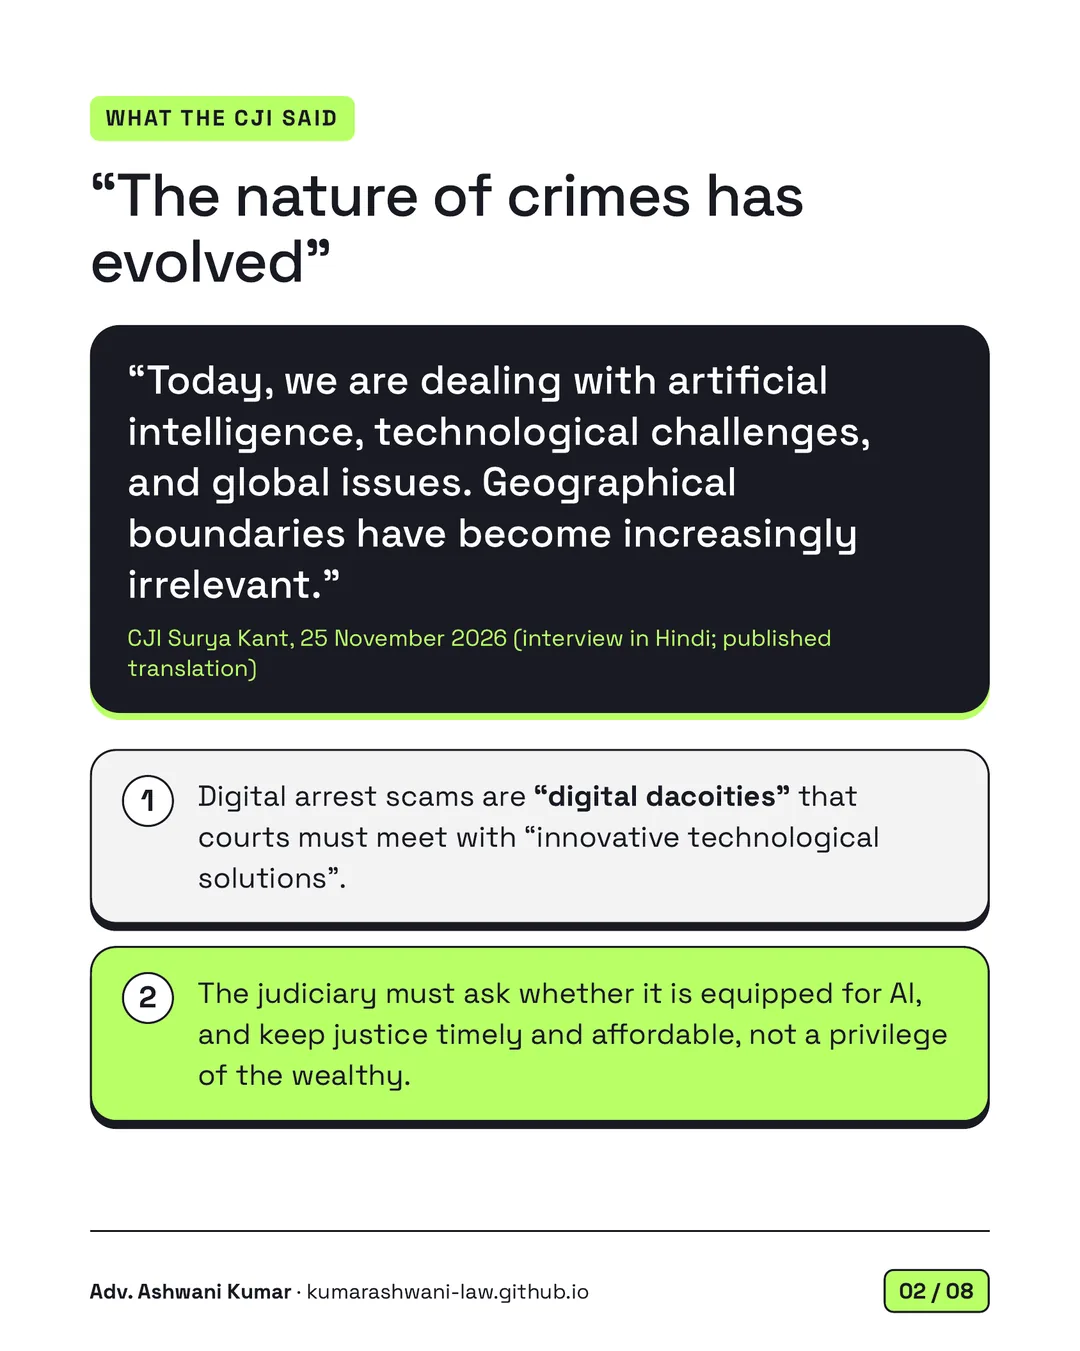 WHAT THE CJI SAID
“The nature of crimes has
evolved”
“Today, we are dealing with artificial
intelligence, technological challenges,
and global issues. Geographical
boundaries have become increasingly
irrelevant.”
CJI Surya Kant, 25 November 2026 (interview in Hindi; published
translation)
1
Digital arrest scams are “digital dacoities” that
courts must meet with “innovative technological
solutions”.
2
The judiciary must ask whether it is equipped for AI,
and keep justice timely and affordable, not a privilege
of the wealthy.
Adv. Ashwani Kumar · kumarashwani-law.github.io
02 / 08